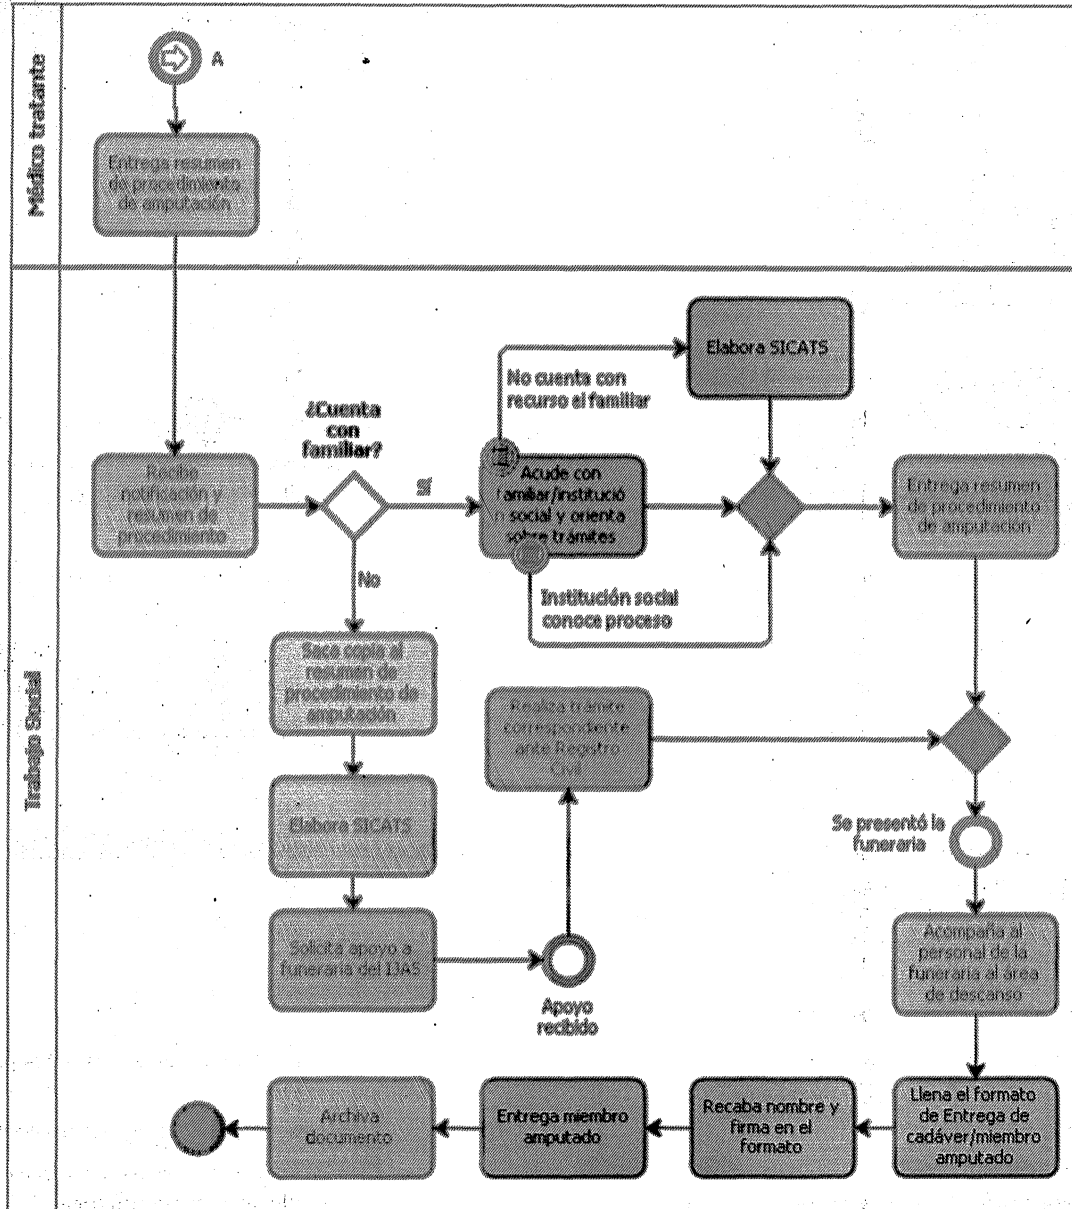 Médico tratante
A
Entrega resumen
de procedimiento
de amputación
Trabajo Social
Recibe
notificación y
resumen de
procedimiento
¿Cuenta
con
familiar?
Sí
No
No cuenta con
recurso el familiar
Elabora SICATS
Acude con
familiar/institució
n social y orienta
sobre trámites
Institución social
conoce proceso
Entrega resumen
de procedimiento
de amputación
Saca copia al
resumen de
procedimiento de
amputación
Elabora SICATS
Solicita apoyo a
funeraria del IJAS
Apoyo
recibido
Realiza trámite
correspondiente
ante Registro
Civil
Se presentó la
funeraria
Acompaña al
personal de la
funeraria al área
de descanso
Llena el formato
de Entrega de
cadáver/miembro
amputado
Recaba nombre y
firma en el
formato
Entrega miembro
amputado
Archiva
documento